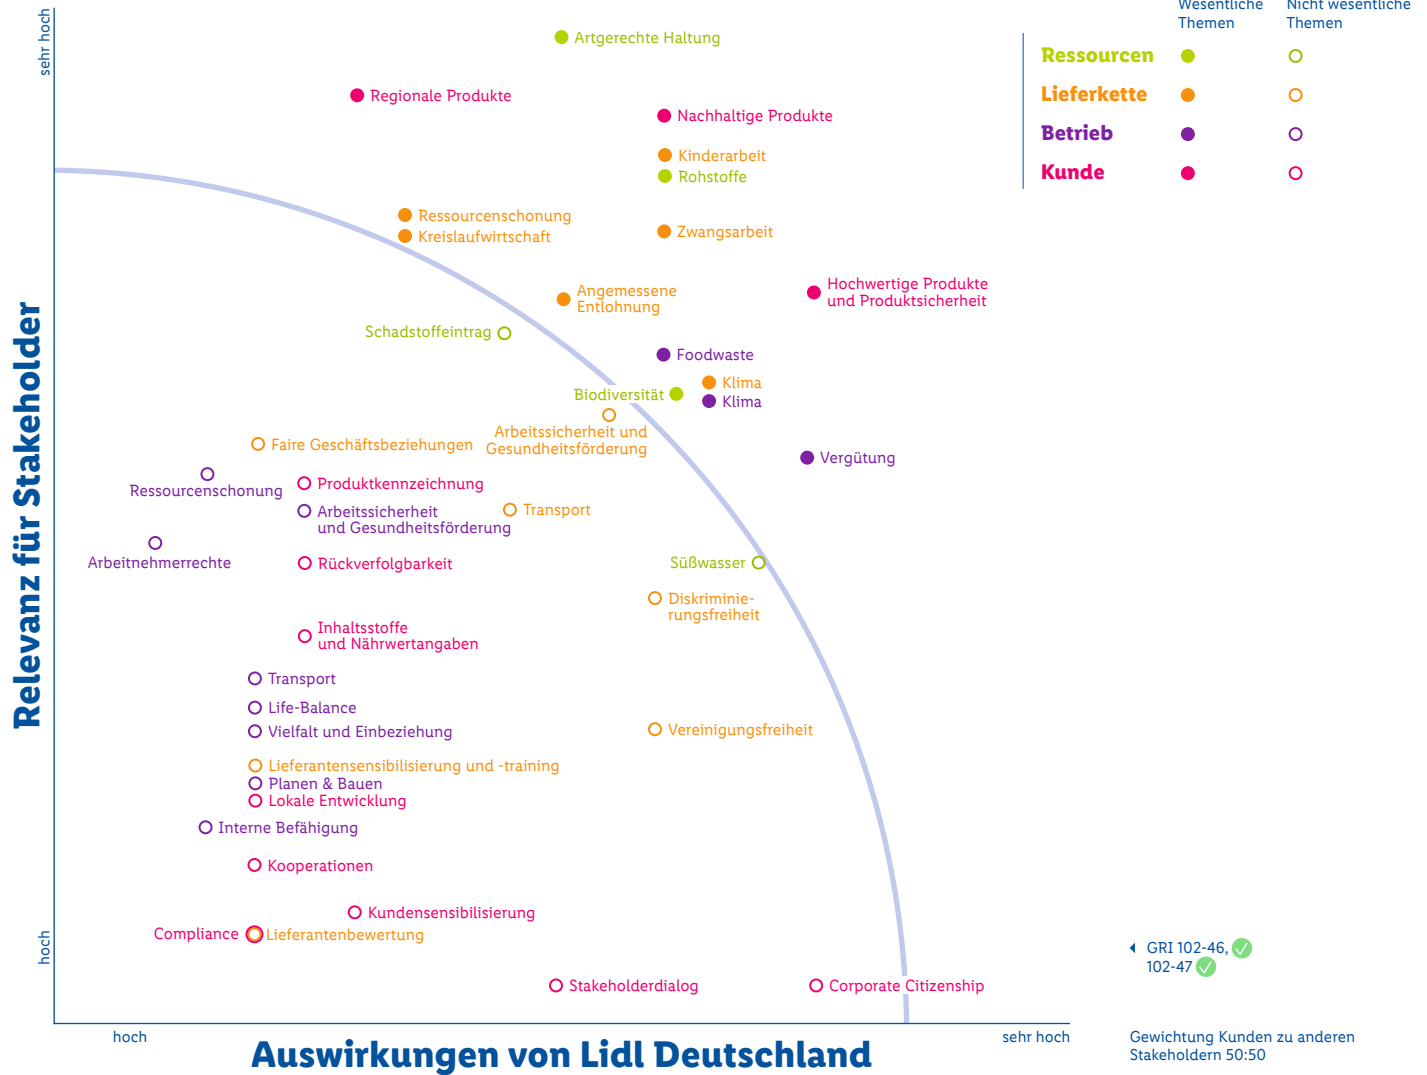 Wesentliche
Themen
Nicht wesentliche
Themen
Ressourcen
Lieferkette
Betrieb
Kunde
sehr hoch
Relevanz für Stakeholder
hoch
Artgerechte Haltung
Regionale Produkte
Nachhaltige Produkte
Kinderarbeit
Rohstoffe
Ressourcenschonung
Kreislaufwirtschaft
Zwangsarbeit
Hochwertige Produkte
und Produktsicherheit
Angemessene
Entlohnung
Schadstoffeintrag
Foodwaste
Klima
Biodiversität
Klima
Arbeitssicherheit und
Gesundheitsförderung
Faire Geschäftsbeziehungen
Vergütung
Ressourcenschonung
Produktkennzeichnung
Arbeitssicherheit
und Gesundheitsförderung
Transport
Arbeitnehmerrechte
Rückverfolgbarkeit
Süßwasser
Diskriminie-
rungsfreiheit
Inhaltsstoffe
und Nährwertangaben
Transport
Life-Balance
Vielfalt und Einbeziehung
Vereinigungsfreiheit
Lieferantensensibilisierung und -training
Planen & Bauen
Lokale Entwicklung
Interne Befähigung
Kooperationen
Kundensensibilisierung
Compliance
Lieferantenbewertung
Stakeholderdialog
Corporate Citizenship
GRI 102-46,
102-47
hoch
Auswirkungen von Lidl Deutschland
sehr hoch
Gewichtung Kunden zu anderen
Stakeholdern 50:50